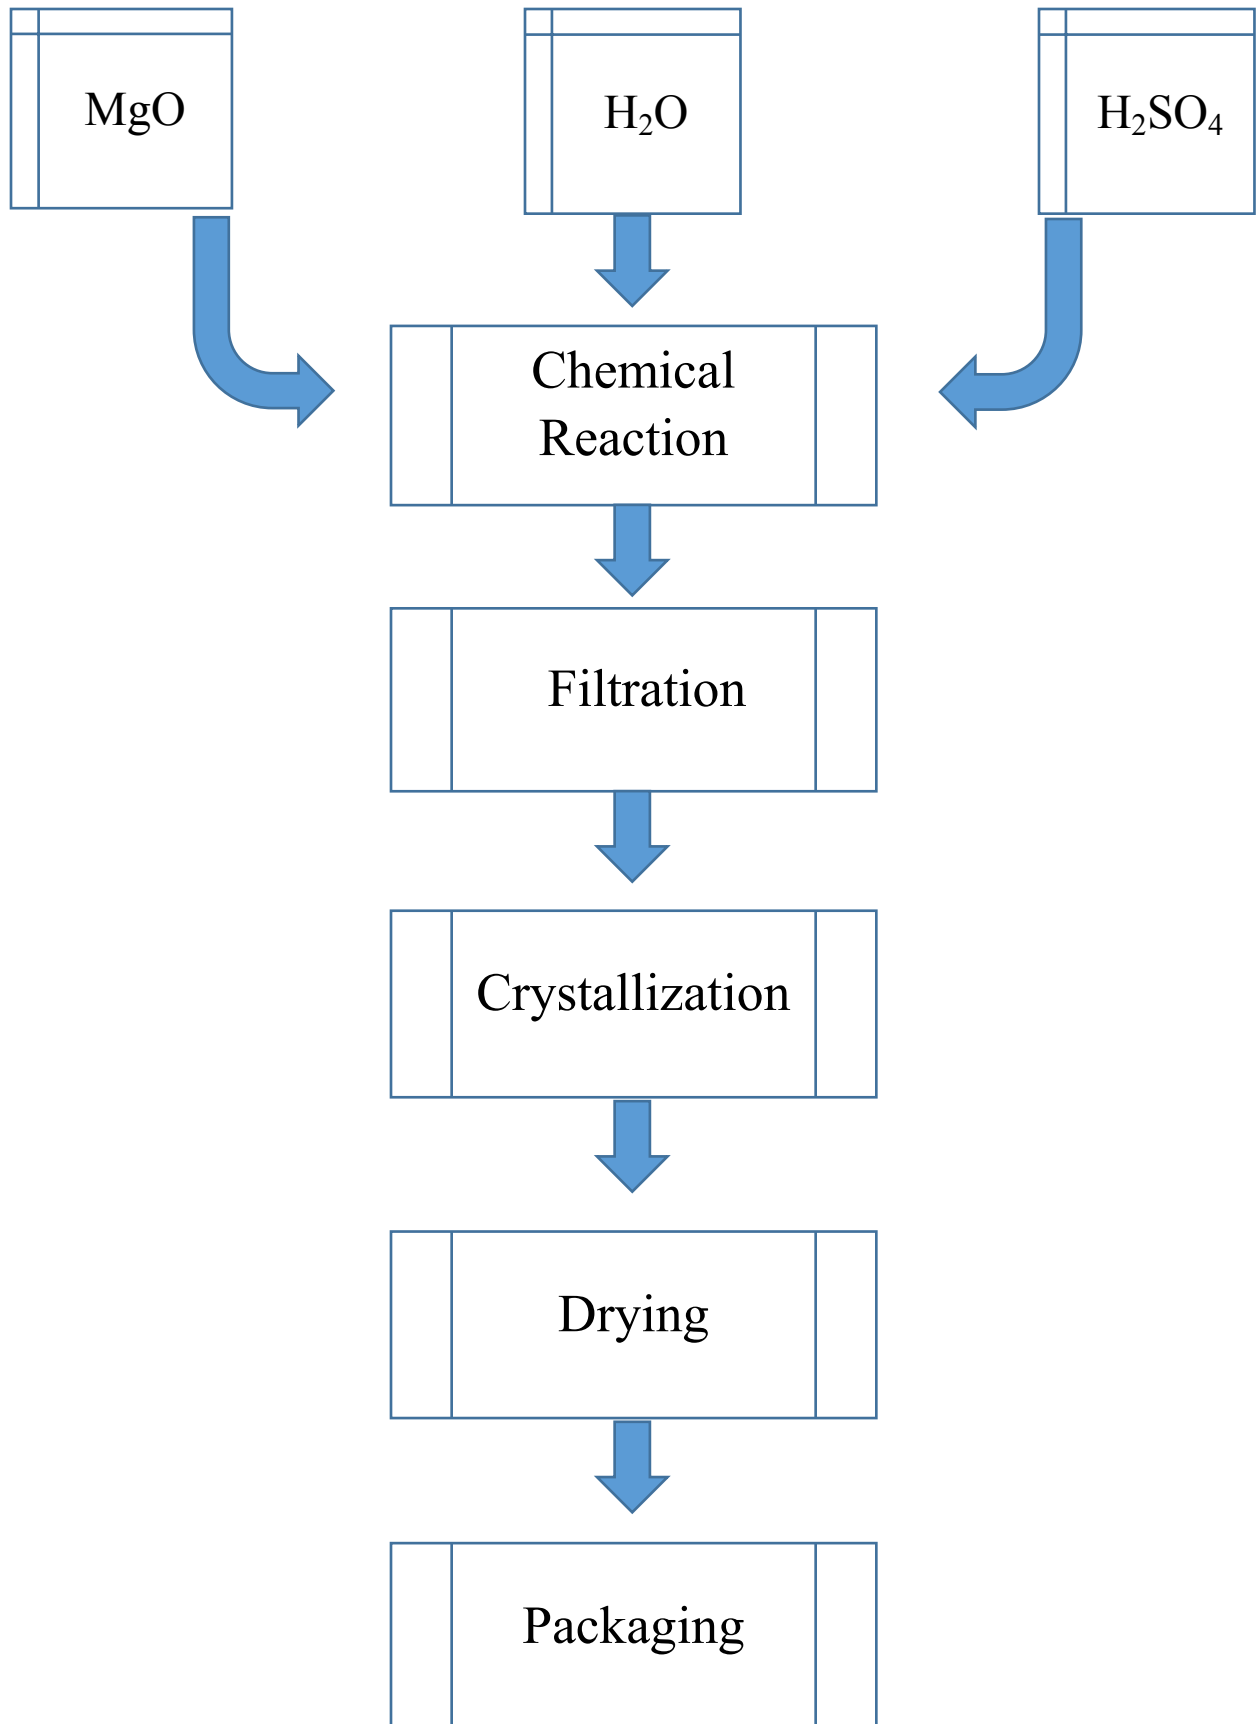 MgO
H₂O
H₂SO₄
Chemical
Reaction
Filtration
Crystallization
Drying
Packaging